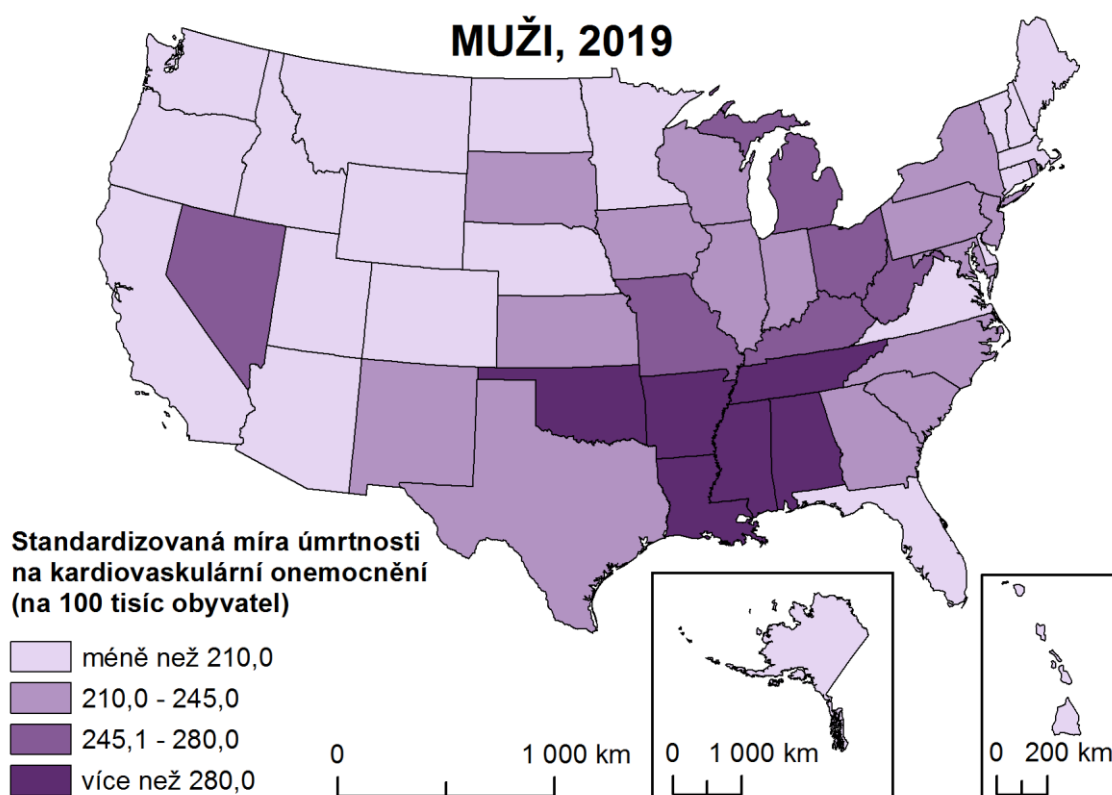 MUŽI, 2019
Standardizovaná míra úmrtnosti
na kardiovaskulární onemocnění
(na 100 tisíc obyvatel)
méně než 210,0
210,0 - 245,0
245,1 - 280,0
více než 280,0
0 1 000 km
0 1 000 km
0 200 km